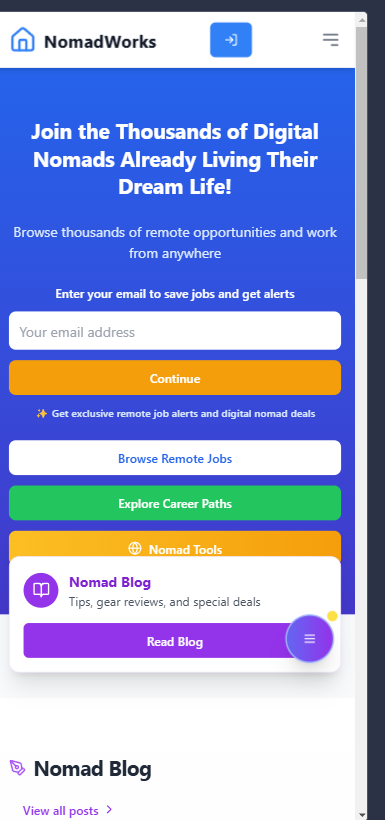 NomadWorks
Join the Thousands of Digital
Nomads Already Living Their
Dream Life!
Browse thousands of remote opportunities and work
from anywhere
Enter your email to save jobs and get alerts
Your email address
Continue
✨ Get exclusive remote job alerts and digital nomad deals
Browse Remote Jobs
Explore Career Paths
Nomad Tools
Nomad Blog
Tips, gear reviews, and special deals
Read Blog
Nomad Blog
View all posts